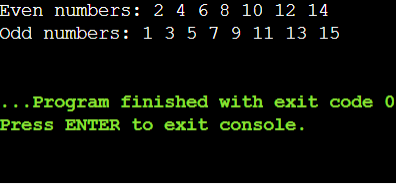 Even numbers: 2 4 6 8 10 12 14
Odd numbers: 1 3 5 7 9 11 13 15
...Program finished with exit code 0
Press ENTER to exit console.